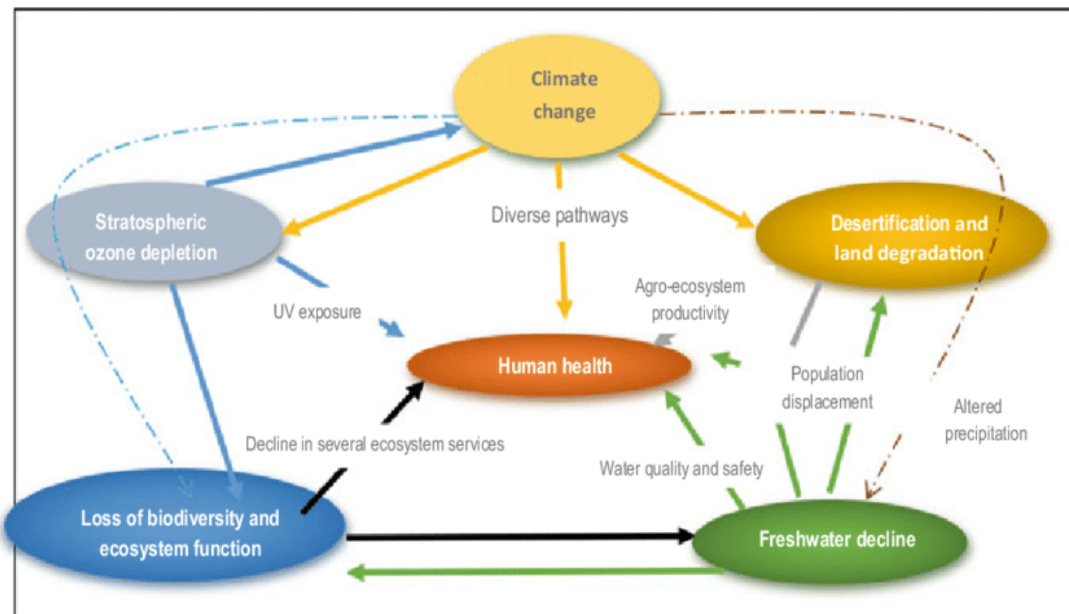 Climate
change
Stratospheric
ozone depletion
Diverse pathways
Desertification and
land degradation
UV exposure
Agro-ecosystem
productivity
Human health
Population
displacement
Altered
precipitation
Decline in several ecosystem services
Water quality and safety
Loss of biodiversity and
ecosystem function
Freshwater decline